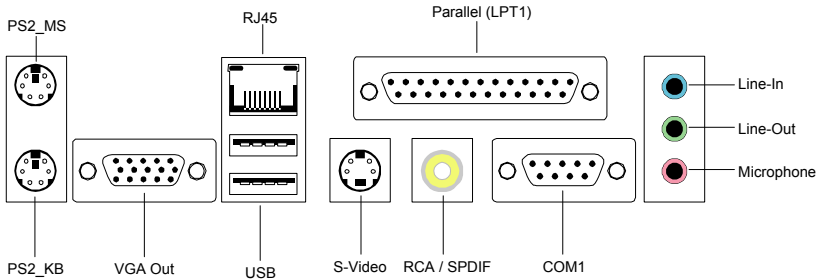 PS2_MS
RJ45
Parallel (LPT1)
Line-In
Line-Out
Microphone
PS2_KB
VGA Out
USB
S-Video
RCA / SPDIF
COM1